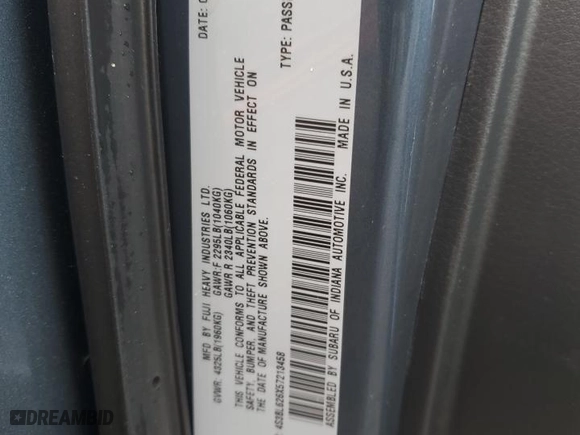 MFD BY FUJI HEAVY INDUSTRIES LTD. DATE:
GVWR: 4325LB(1960KG) GAWR:F 2295LB(1040KG)
GAWR R 2340LB(1060KG)
THIS VEHICLE CONFORMS TO ALL APPLICABLE FEDERAL MOTOR VEHICLE
SAFETY, BUMPER, AND THEFT PREVENTION STANDARDS IN EFFECT ON
THE DATE OF MANUFACTURE SHOWN ABOVE.
4S3BL626X57213458 TYPE: PASS
ASSEMBLED BY SUBARU OF INDIANA AUTOMOTIVE INC. MADE IN U.S.A.
RAWBID